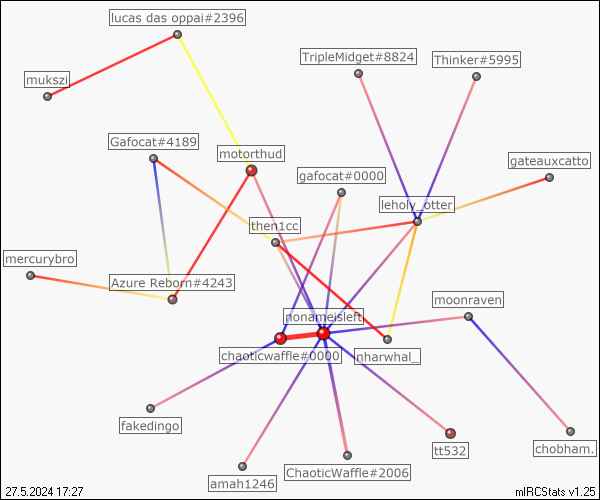 lucas das oppai#2396
TripleMidget#8824
Thinker#5995
mukszi
Gafocat#4189
motorthud
gafocat#0000
gateauxcatto
leholy_otter
then1cc
mercurybro
Azure Reborn#4243
moonraven
nonameisleft
chaoticwaffle#0000
nharwhal_
fakedingo
chobham.
tt532
ChaoticWaffle#2006
amah1246
27.5.2024 17:27
mIRCStats v1.25